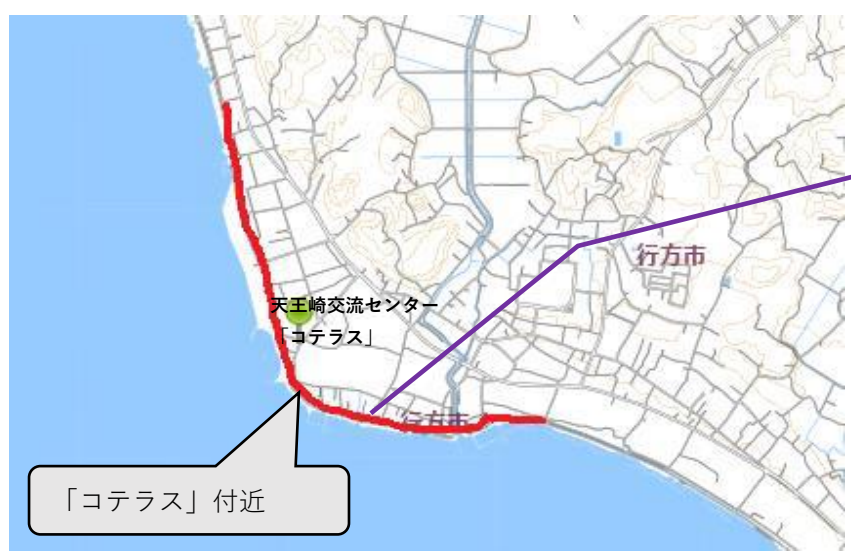 行方市
天王崎交流センター
「コテラス」
行方市
「コテラス」付近